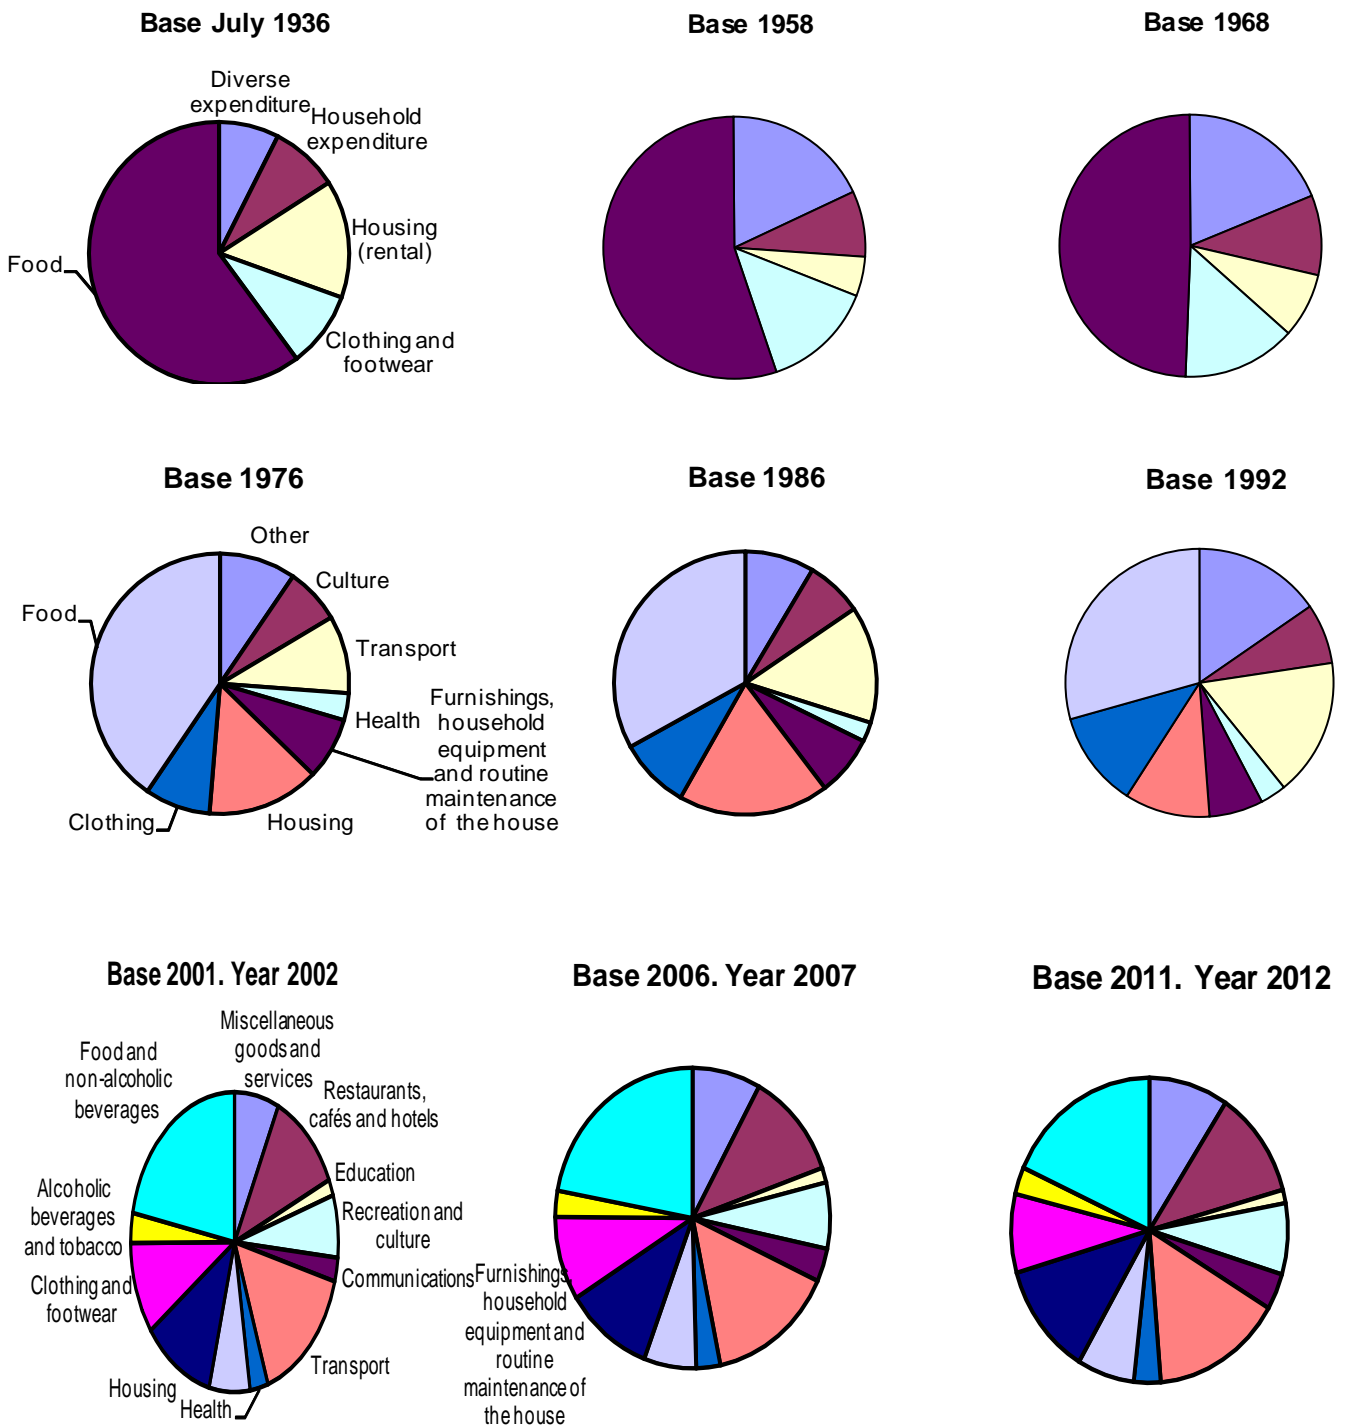 Base July 1936
Base 1958
Base 1968
Diverse
expenditure
Household
expenditure
Housing
(rental)
Food
Clothing and
footwear
Base 1976
Base 1986
Base 1992
Other
Culture
Food
Transport
Health
Furnishings,
household
equipment
and routine
maintenance
of the house
Clothing
Housing
Base 2001. Year 2002
Base 2006. Year 2007
Base 2011. Year 2012
Miscellaneous
goods and
services
Food and
non-alcoholic
beverages
Restaurants,
cafés and hotels
Education
Alcoholic
beverages
and tobacco
Recreation and
culture
Communications
Clothing and
footwear
Furnishings,
household
equipment and
routine
maintenance of
the house
Transport
Housing
Health